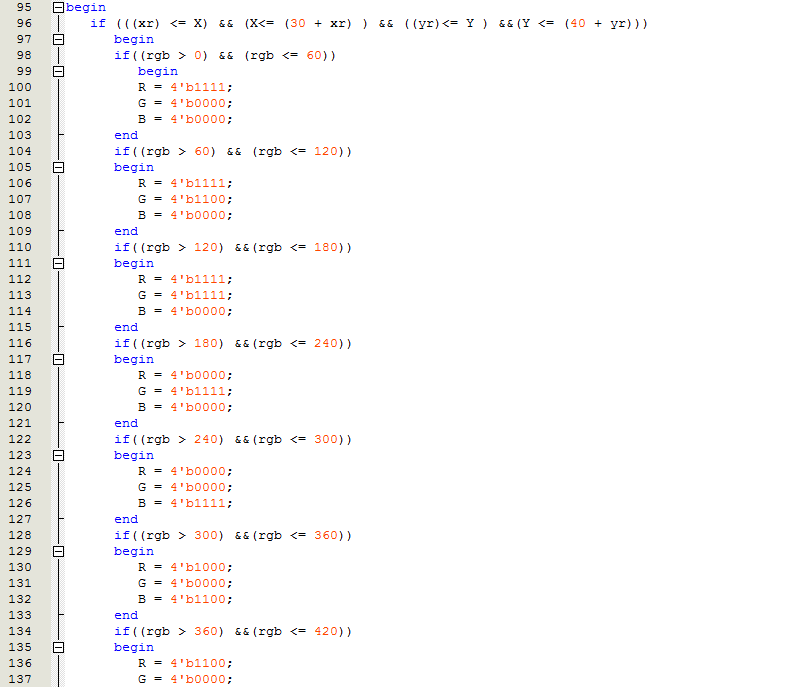 95 begin
96 if (((xr) <= X) && (X<= (30 + xr) ) && ((yr)<= Y ) &&(Y <= (40 + yr)))
97 begin
98 if((rgb > 0) && (rgb <= 60))
99 begin
100 R = 4'b1111;
101 G = 4'b0000;
102 B = 4'b0000;
103 end
104 if((rgb > 60) && (rgb <= 120))
105 begin
106 R = 4'b1111;
107 G = 4'b1100;
108 B = 4'b0000;
109 end
110 if((rgb > 120) &&(rgb <= 180))
111 begin
112 R = 4'b1111;
113 G = 4'b1111;
114 B = 4'b0000;
115 end
116 if((rgb > 180) &&(rgb <= 240))
117 begin
118 R = 4'b0000;
119 G = 4'b1111;
120 B = 4'b0000;
121 end
122 if((rgb > 240) &&(rgb <= 300))
123 begin
124 R = 4'b0000;
125 G = 4'b0000;
126 B = 4'b1111;
127 end
128 if((rgb > 300) &&(rgb <= 360))
129 begin
130 R = 4'b1000;
131 G = 4'b0000;
132 B = 4'b1100;
133 end
134 if((rgb > 360) &&(rgb <= 420))
135 begin
136 R = 4'b1100;
137 G = 4'b0000;